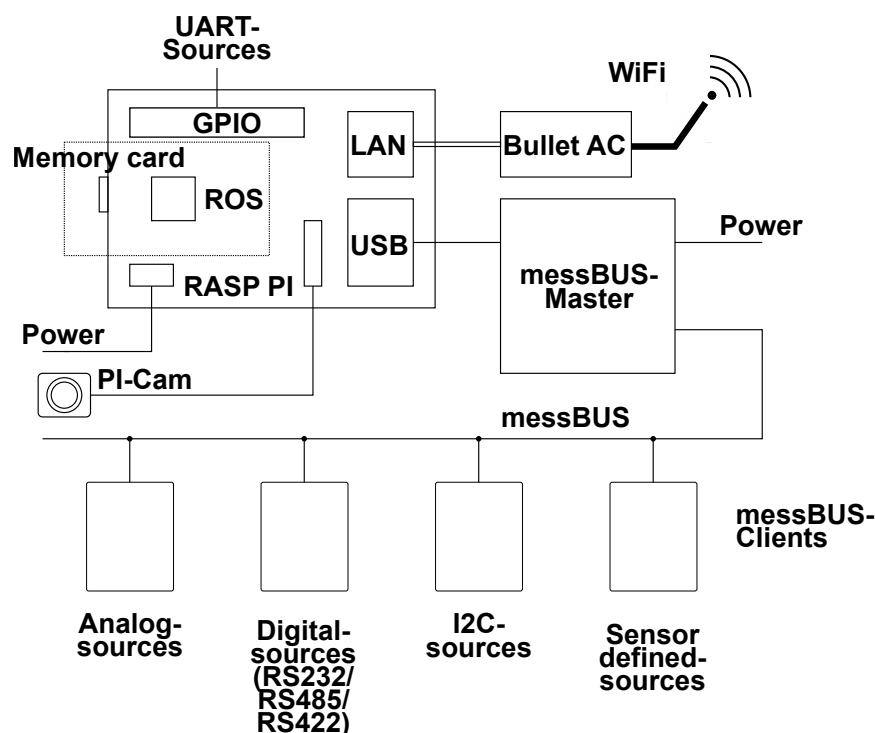 UART-
Sources
WiFi
GPIO
LAN
Bullet AC
Memory card
ROS
USB
Power
messBUS-
Master
RASP PI
Power
PI-Cam
messBUS
messBUS-
Clients
Analog-
sources
Digital-
sources
(RS232/
RS485/
RS422)
I2C-
sources
Sensor
defined-
sources